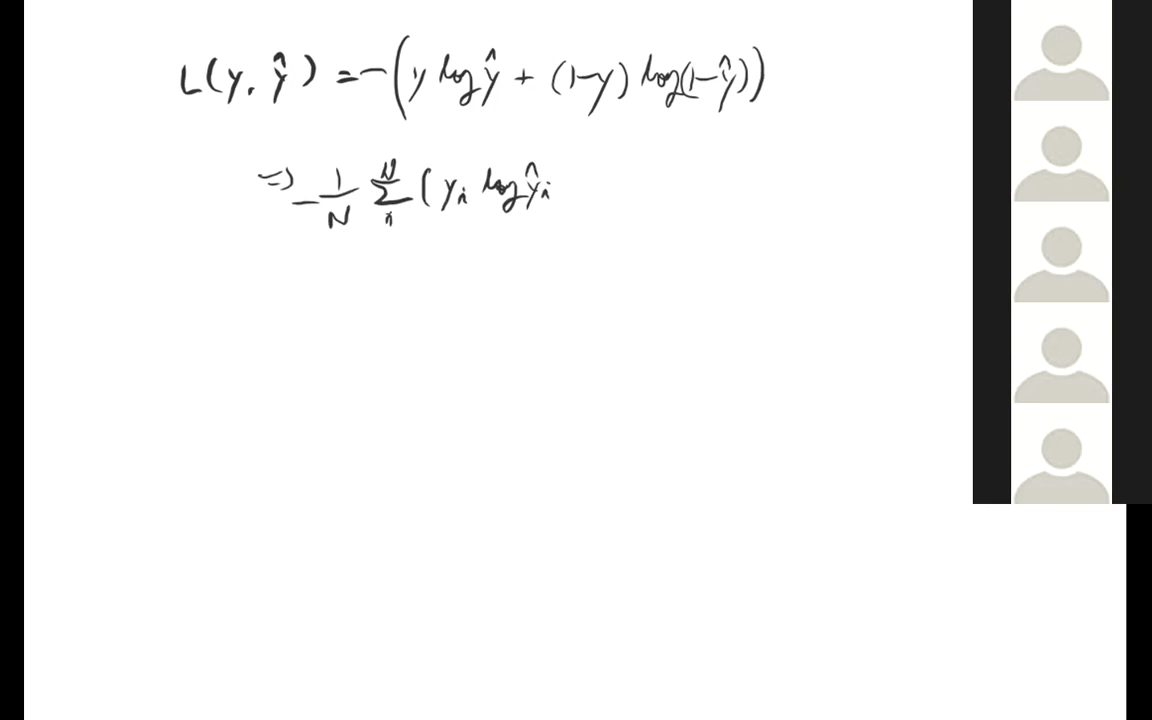 L(y, ŷ) = -(y log ŷ + (1-y) log(1-ŷ))
⇒ -1/N Σ_i^N (y_i log ŷ_i